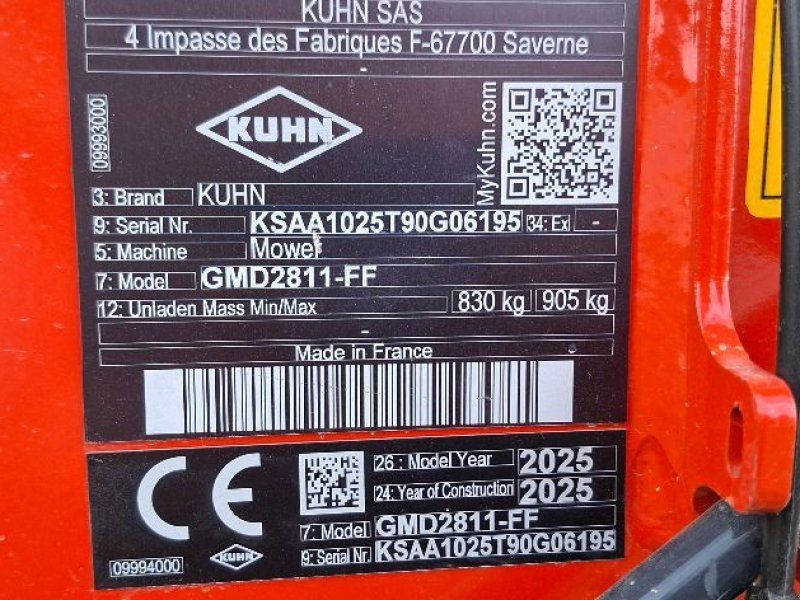 KUHN SAS
4 Impasse des Fabriques F-67700 Saverne
-
09993000
KUHN
MyKuhn.com
3: Brand KUHN
9: Serial Nr. KSAA1025T90G06195 34: Ex -
5: Machine Mower
7: Model GMD2811-FF
12: Unladen Mass Min/Max 830 kg 905 kg
-
Made in France
CE
26 : Model Year 2025
24: Year of Construction 2025
7: Model GMD2811-FF
9: Serial Nr. KSAA1025T90G06195
09994000
KUHN